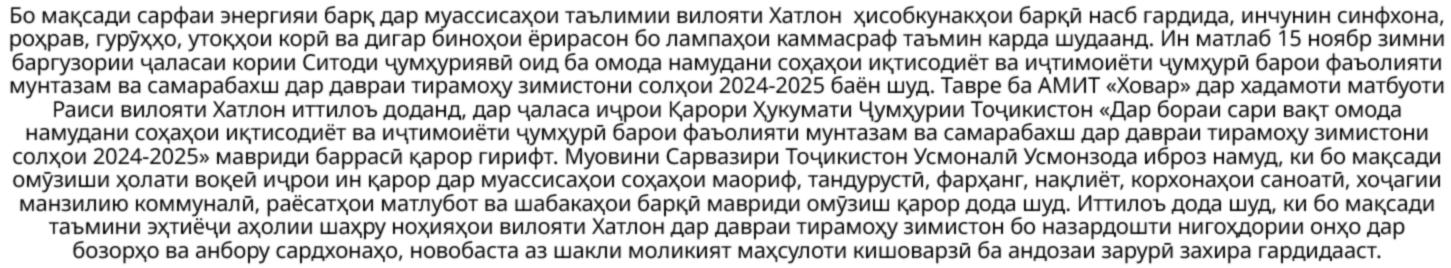 Бо мақсади сарфаи энергияи барқ дар муассисаҳои таълимии вилояти Хатлон ҳисобкунакҳои барқӣ насб гардида, инчунин синфхона,
роҳрав, гурӯҳҳо, утоқҳои корӣ ва дигар биноҳои ёрирасон бо лампаҳои каммасраф таъмин карда шудаанд. Ин матлаб 15 ноябр зимни
баргузории ҷаласаи кории Ситоди ҷумҳуриявӣ оид ба омода намудани соҳаҳои иқтисодиёт ва иҷтимоиёти ҷумҳурӣ барои фаъолияти
мунтазам ва самарабахш дар давраи тирамоҳу зимистони солҳои 2024-2025 баён шуд. Тавре ба АМИТ «Ховар» дар хадамоти матбуоти
Раиси вилояти Хатлон иттилоъ доданд, дар ҷаласа иҷрои Қарори Ҳукумати Ҷумҳурии Тоҷикистон «Дар бораи сари вақт омода
намудани соҳаҳои иқтисодиёт ва иҷтимоиёти ҷумҳурӣ барои фаъолияти мунтазам ва самарабахш дар давраи тирамоҳу зимистони
солҳои 2024-2025» мавриди баррасӣ қарор гирифт. Муовини Сарвазири Тоҷикистон Усмоналӣ Усмонзода иброз намуд, ки бо мақсади
омӯзиши ҳолати воқеӣ иҷрои ин қарор дар муассисаҳои соҳаҳои маориф, тандурустӣ, фарҳанг, нақлиёт, корхонаҳои саноатӣ, хоҷагии
манзилию коммуналӣ, раёсатҳои матлубот ва шабакаҳои барқӣ мавриди омӯзиш қарор дода шуд. Иттилоъ дода шуд, ки бо мақсади
таъмини эҳтиёҷи аҳолии шаҳру ноҳияҳои вилояти Хатлон дар давраи тирамоҳу зимистон бо назардошти нигоҳдории онҳо дар
бозорҳо ва анбору сардхонаҳо, новобаста аз шакли моликият маҳсулоти кишоварзӣ ба андозаи зарурӣ захира гардидааст.